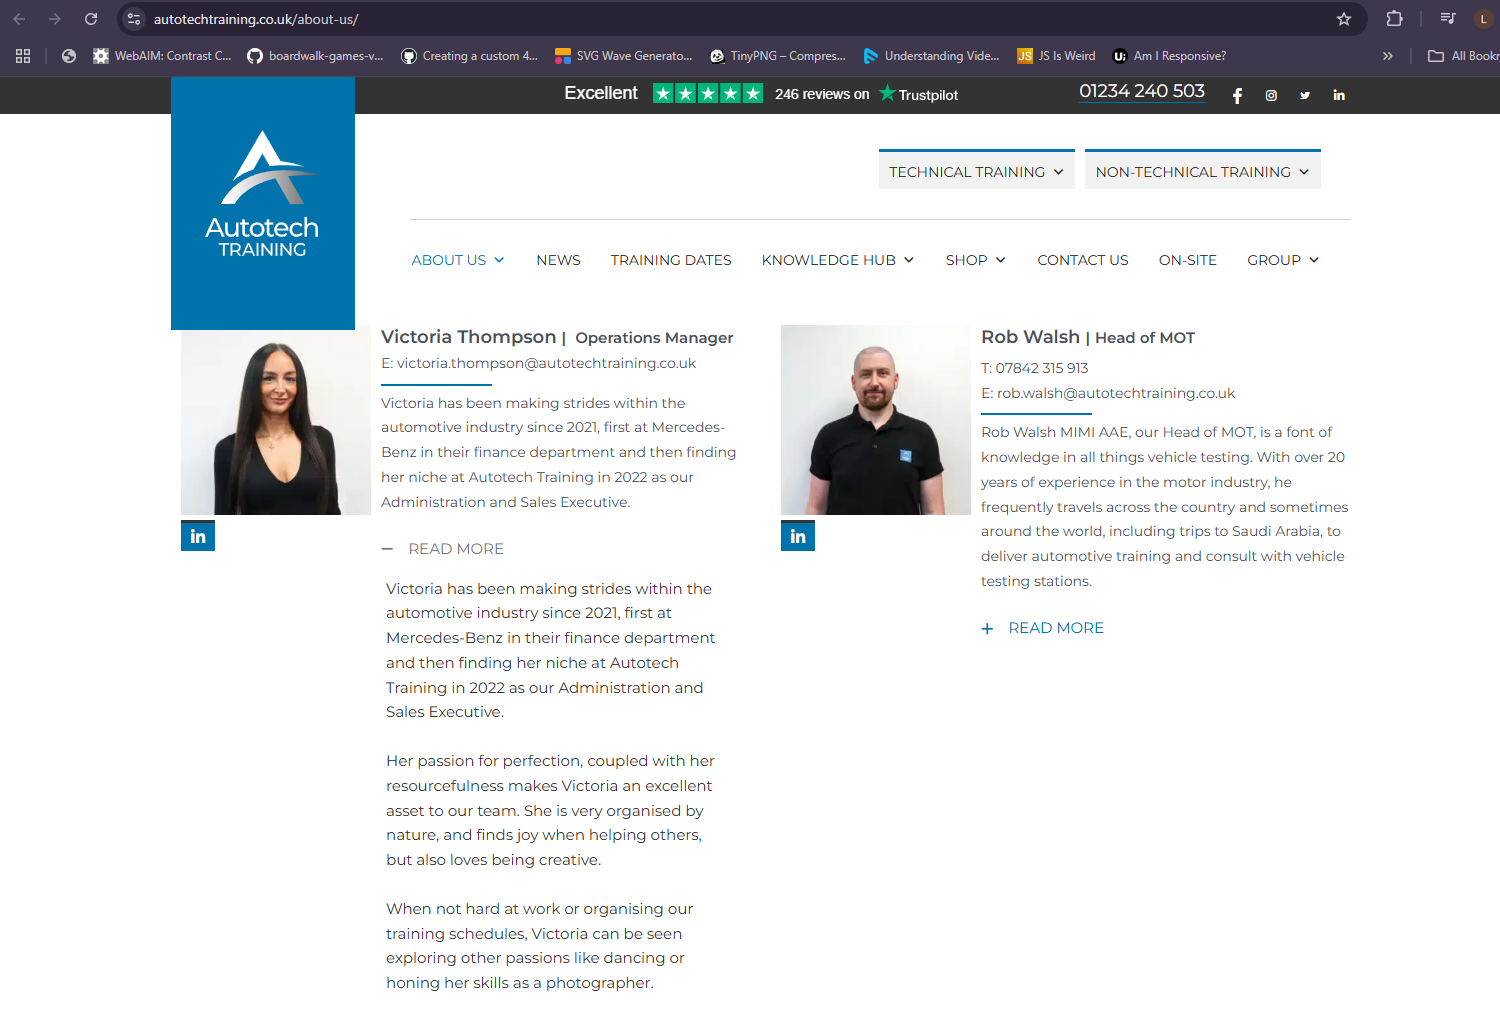 autotechtraining.co.uk/about-us/
L
WebAIM: Contrast C...
boardwalk-games-v...
Creating a custom 4...
SVG Wave Generato...
TinyPNG – Compres...
Understanding Vide...
JS
JS Is Weird
Am I Responsive?
»
All Bookr
Excellent
246 reviews on
Trustpilot
01234 240 503
Autotech
TRAINING
TECHNICAL TRAINING
NON-TECHNICAL TRAINING
ABOUT US
NEWS
TRAINING DATES
KNOWLEDGE HUB
SHOP
CONTACT US
ON-SITE
GROUP
Victoria Thompson | Operations Manager
E: victoria.thompson@autotechtraining.co.uk
Victoria has been making strides within the
automotive industry since 2021, first at Mercedes-
Benz in their finance department and then finding
her niche at Autotech Training in 2022 as our
Administration and Sales Executive.
in
— READ MORE
Victoria has been making strides within the
automotive industry since 2021, first at
Mercedes-Benz in their finance department
and then finding her niche at Autotech
Training in 2022 as our Administration and
Sales Executive.
Her passion for perfection, coupled with her
resourcefulness makes Victoria an excellent
asset to our team. She is very organised by
nature, and finds joy when helping others,
but also loves being creative.
When not hard at work or organising our
training schedules, Victoria can be seen
exploring other passions like dancing or
honing her skills as a photographer.
Rob Walsh | Head of MOT
T: 07842 315 913
E: rob.walsh@autotechtraining.co.uk
Rob Walsh MIMI AAE, our Head of MOT, is a font of
knowledge in all things vehicle testing. With over 20
years of experience in the motor industry, he
frequently travels across the country and sometimes
around the world, including trips to Saudi Arabia, to
deliver automotive training and consult with vehicle
testing stations.
in
+ READ MORE